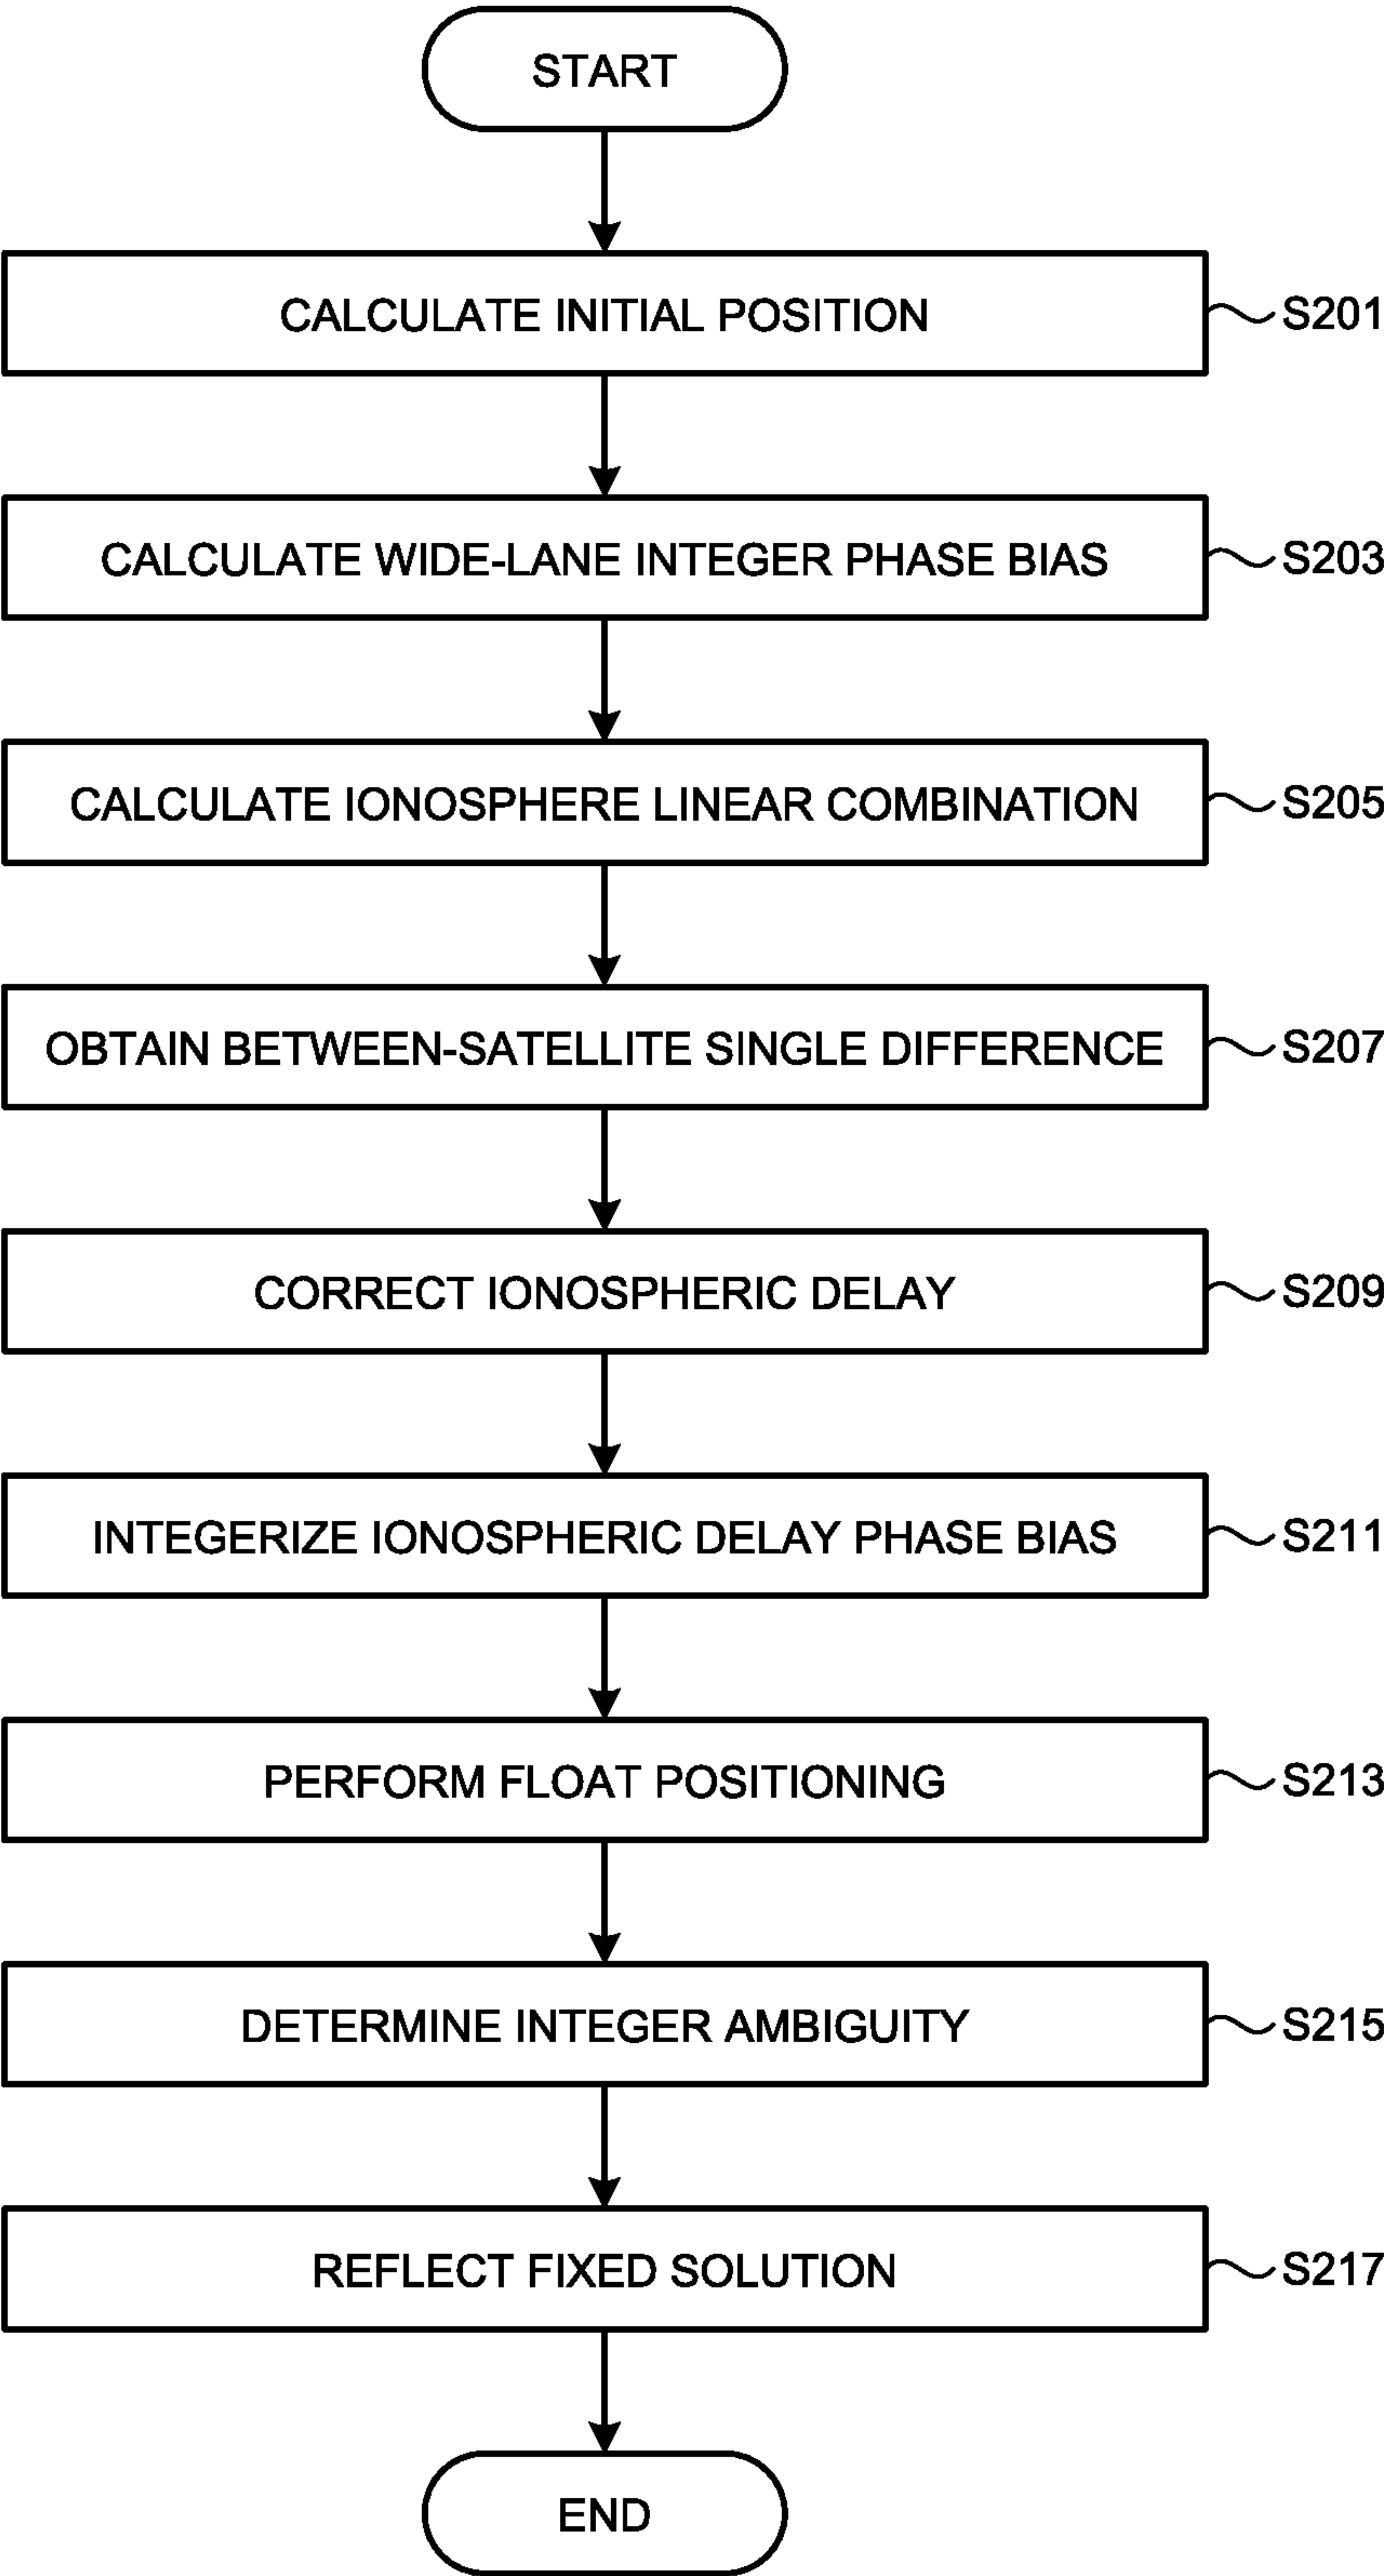 START
CALCULATE INITIAL POSITION
S201
CALCULATE WIDE-LANE INTEGER PHASE BIAS
S203
CALCULATE IONOSPHERE LINEAR COMBINATION
S205
OBTAIN BETWEEN-SATELLITE SINGLE DIFFERENCE
S207
CORRECT IONOSPHERIC DELAY
S209
INTEGERIZE IONOSPHERIC DELAY PHASE BIAS
S211
PERFORM FLOAT POSITIONING
S213
DETERMINE INTEGER AMBIGUITY
S215
REFLECT FIXED SOLUTION
S217
END